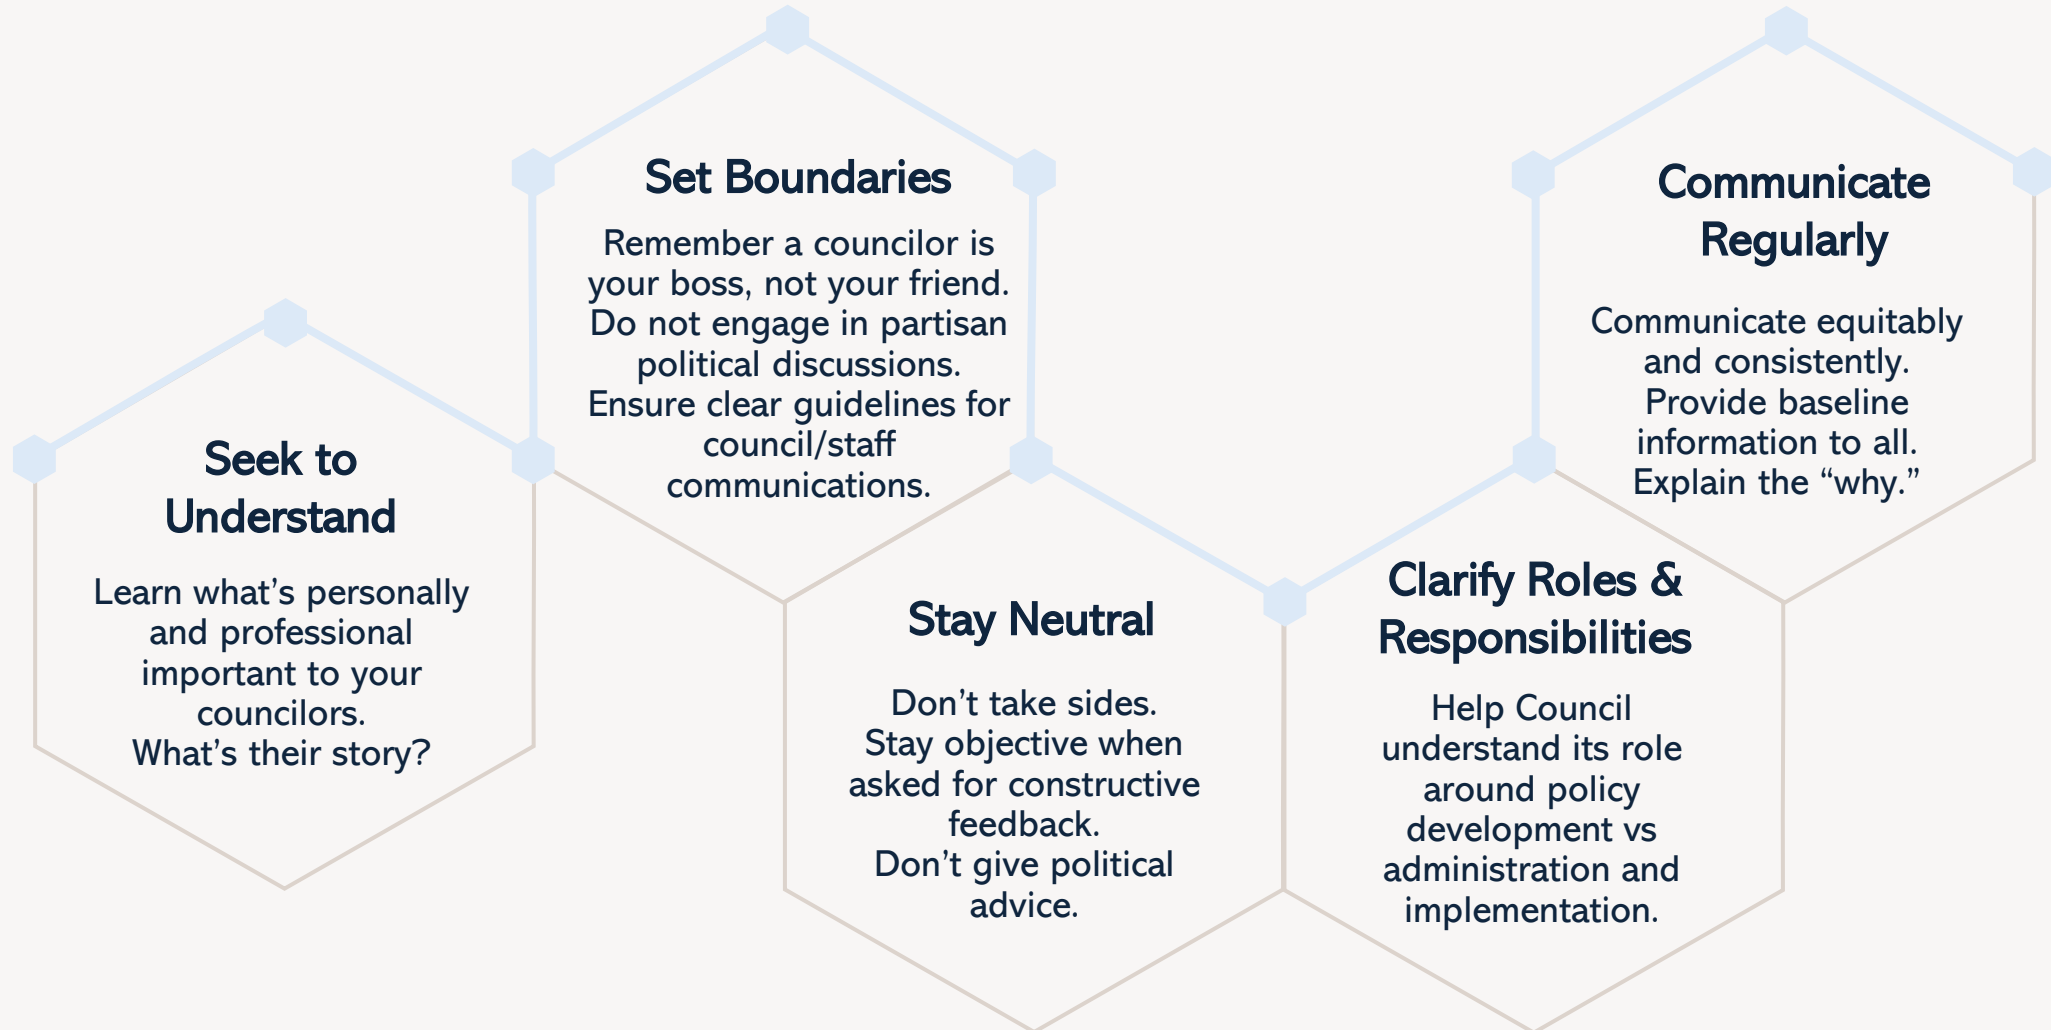 Seek to
Understand
Learn what’s personally
and professional
important to your
councilors.
What’s their story?
Set Boundaries
Remember a councilor is
your boss, not your friend.
Do not engage in partisan
political discussions.
Ensure clear guidelines for
council/staff
communications.
Stay Neutral
Don’t take sides.
Stay objective when
asked for constructive
feedback.
Don’t give political
advice.
Clarify Roles &
Responsibilities
Help Council
understand its role
around policy
development vs
administration and
implementation.
Communicate
Regularly
Communicate equitably
and consistently.
Provide baseline
information to all.
Explain the “why.”